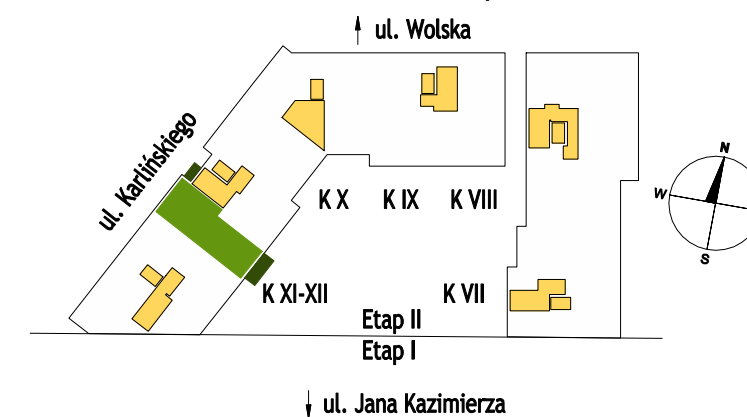 ul. Wolska
ul. Karlińskiego
N
W
S
K X
K IX
K VIII
K XI-XII
K VII
Etap II
Etap I
ul. Jana Kazimierza